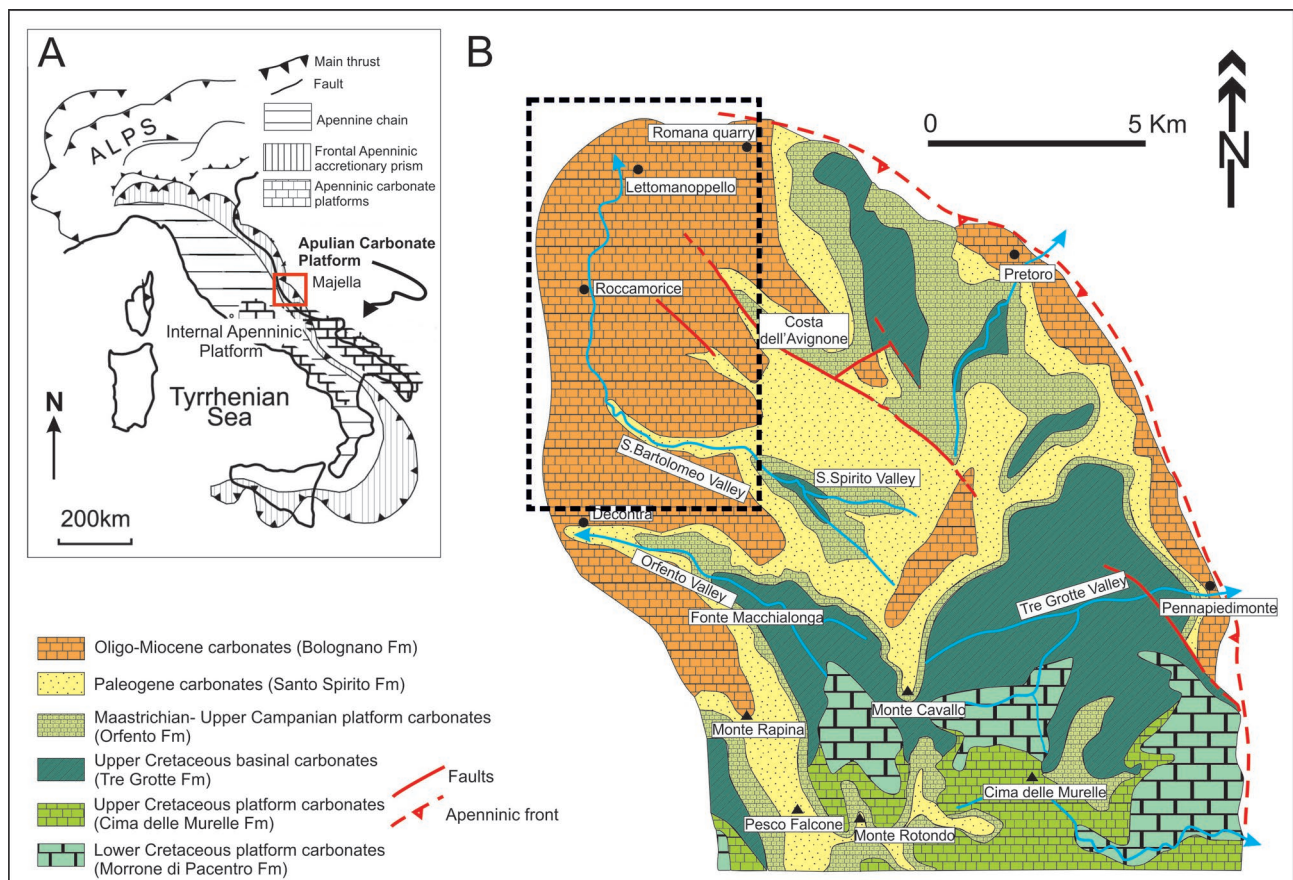 A
Main thrust
Fault
Apennine chain
Frontal Apenninic
accretionary prism
Apenninic carbonate
platforms
ALPS
Apulian Carbonate
Platform
Majella
Internal Apenninic
Platform
Tyrrhenian
Sea
N
200km
B
0 5 Km
N
Romana quarry
Lettomanoppello
Pretoro
Roccamorice
Costa
dell'Avignone
S.Bartolomeo Valley
S.Spirito Valley
Decontra
Orfento Valley
Fonte Macchialonga
Tre Grotte Valley
Pennapiedimonte
Monte Cavallo
Monte Rapina
Cima delle Murelle
Pesco Falcone
Monte Rotondo
Oligo-Miocene carbonates (Bolognano Fm)
Paleogene carbonates (Santo Spirito Fm)
Maastrichian- Upper Campanian platform carbonates
(Orfento Fm)
Upper Cretaceous basinal carbonates
(Tre Grotte Fm)
Upper Cretaceous platform carbonates
(Cima delle Murelle Fm)
Lower Cretaceous platform carbonates
(Morrone di Pacentro Fm)
Faults
Apenninic front